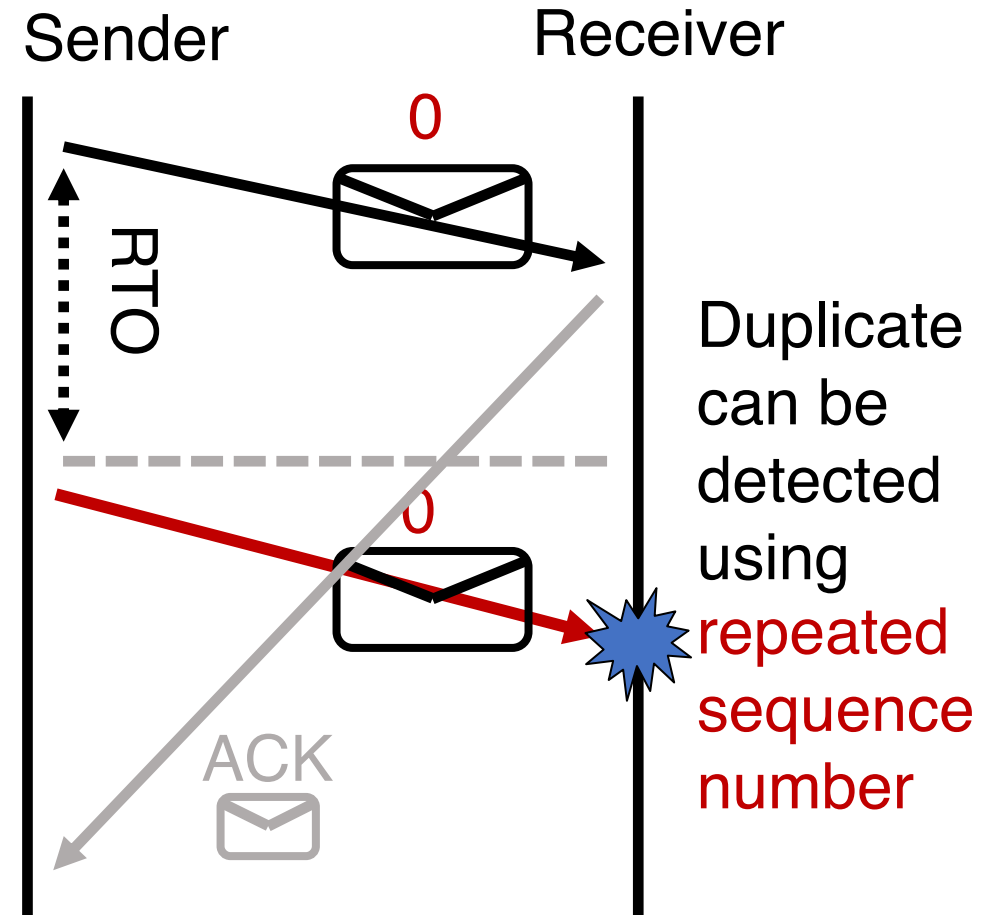 Sender
Receiver
0
RTO
Duplicate
can be
detected
using
repeated
sequence
number
0
ACK